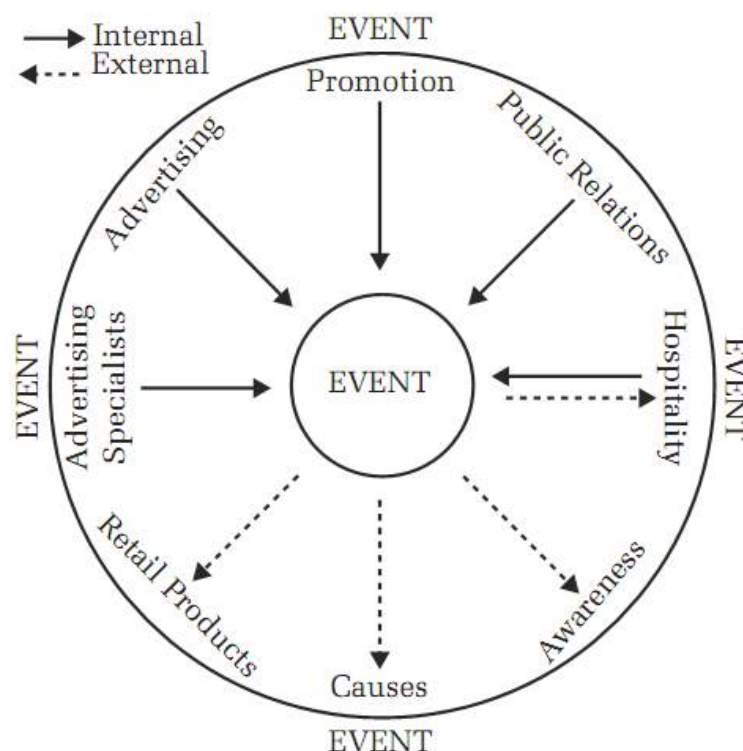 EVENT
Internal
External
Promotion
Advertising
Public Relations
EVENT
Advertising
Specialists
EVENT
Hospitality
EVENT
Retail Products
Awareness
Causes
EVENT